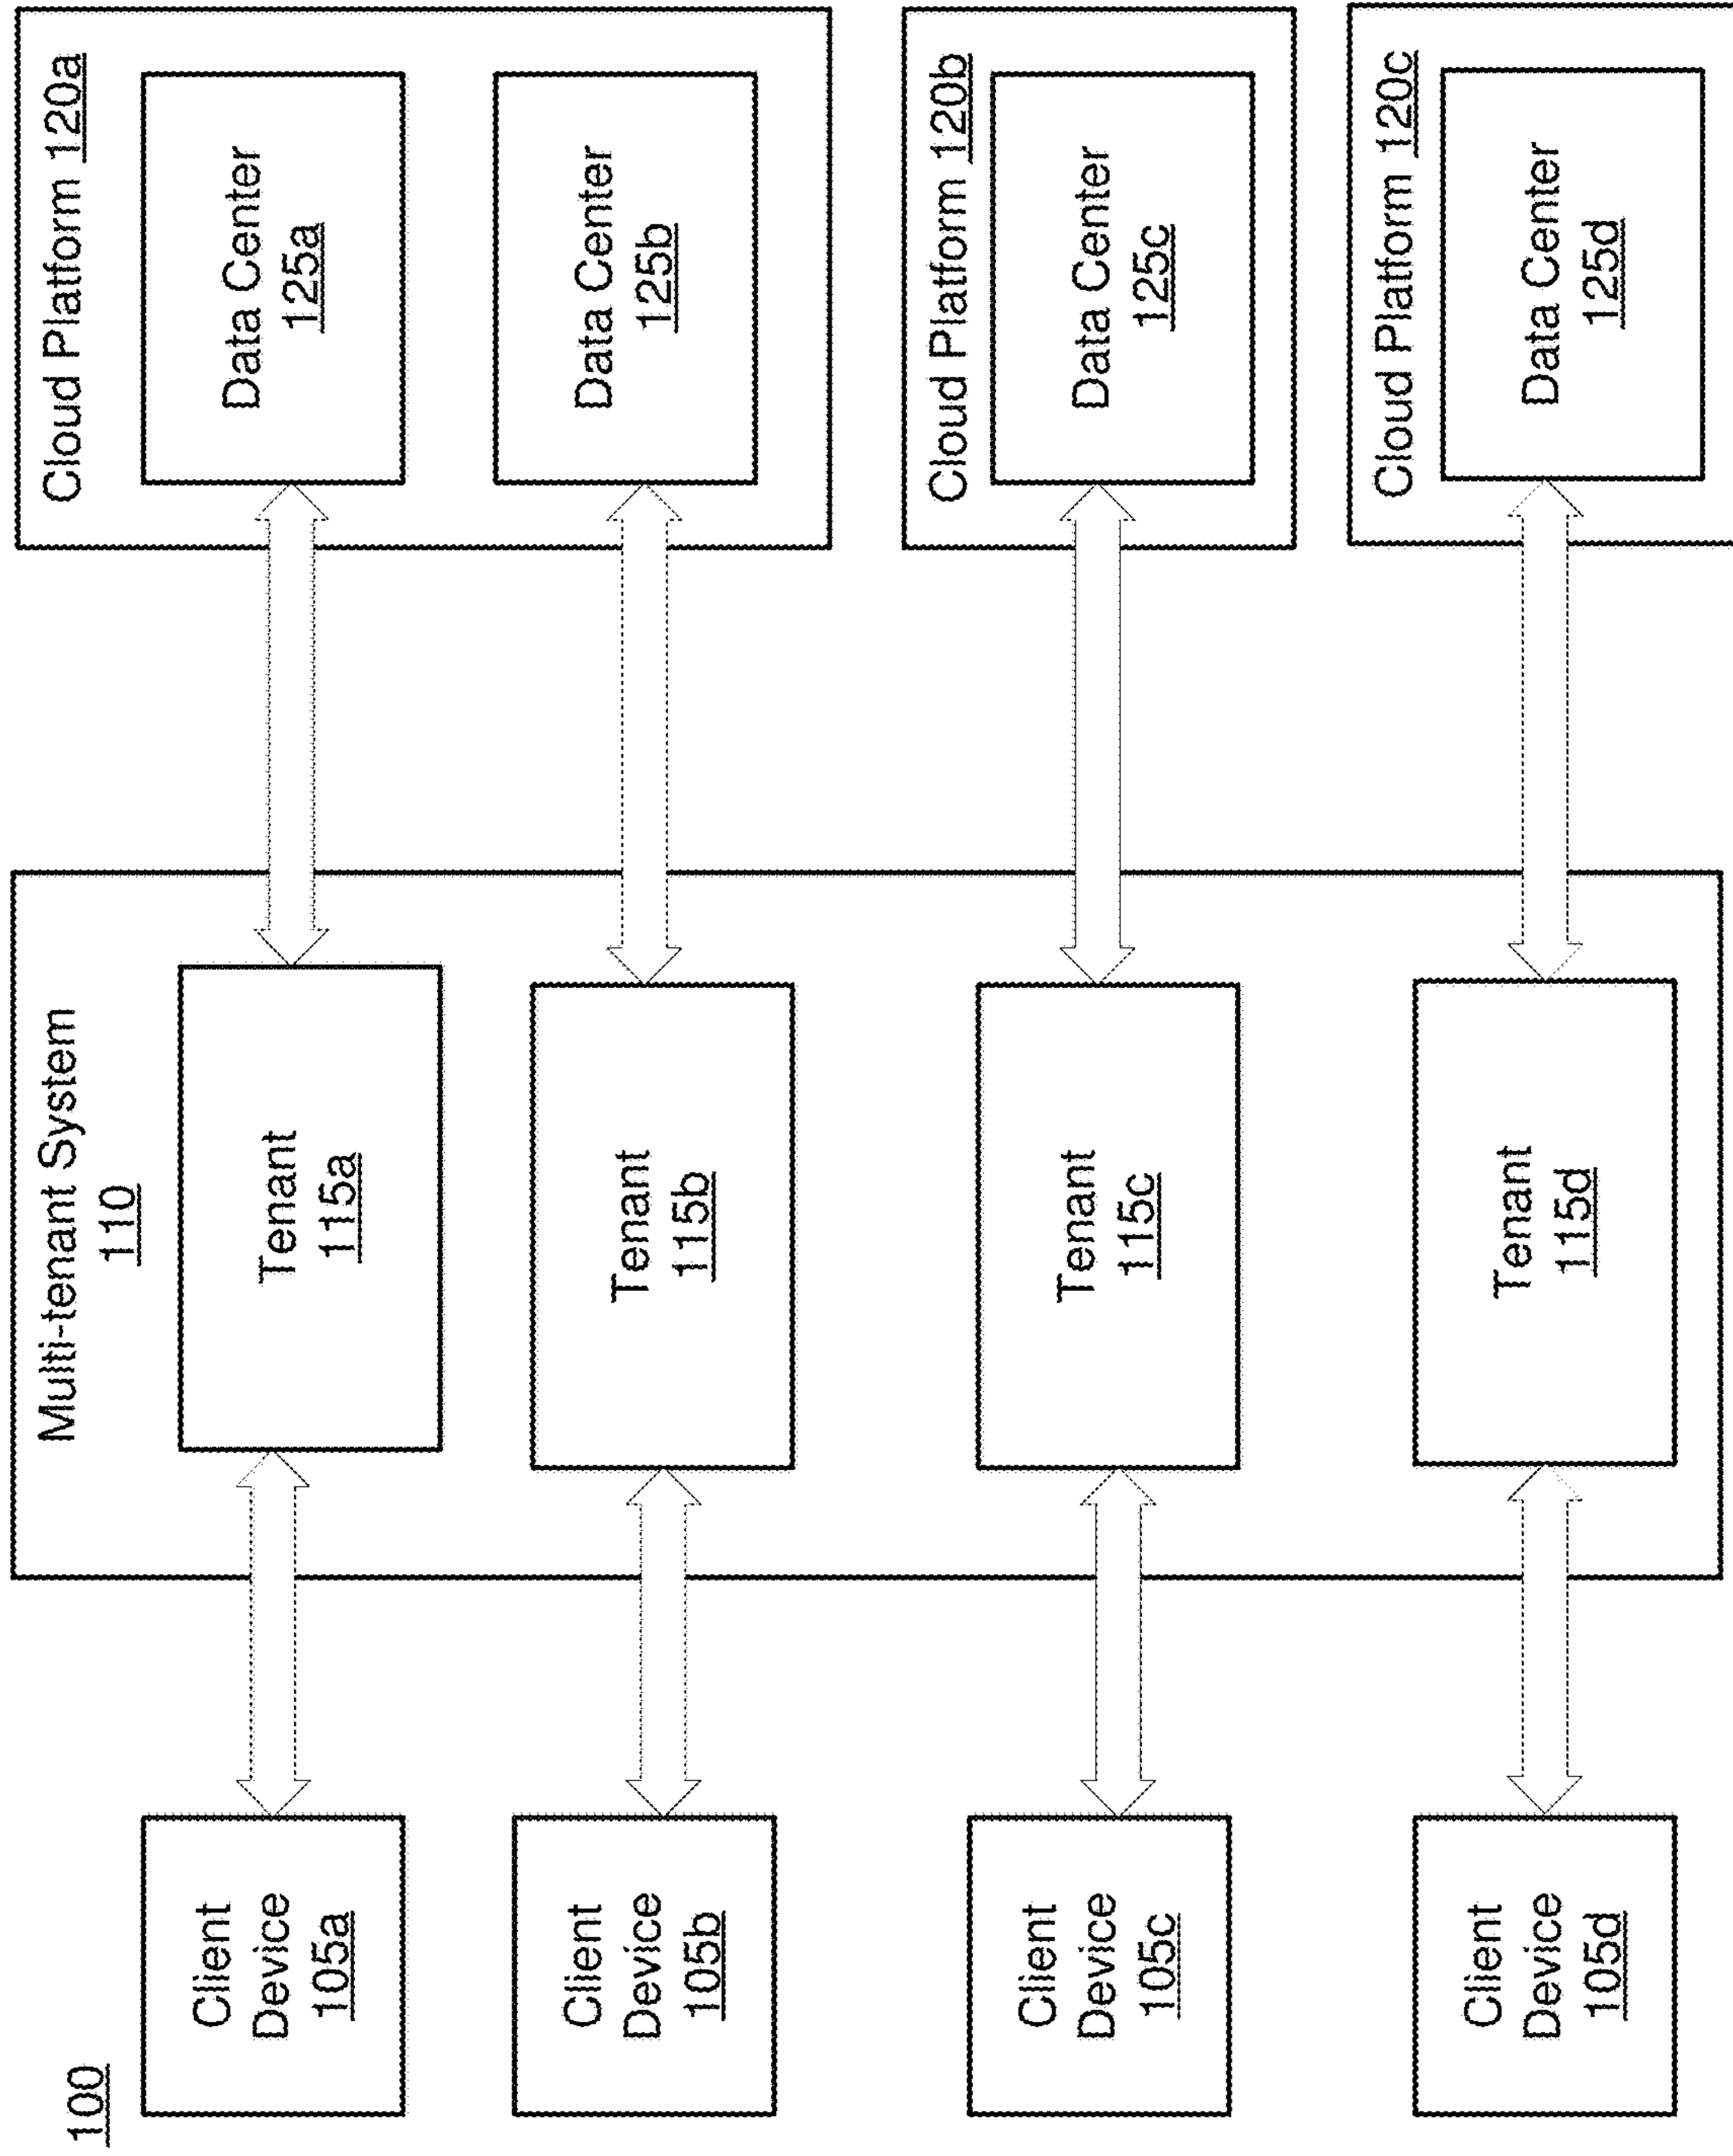 100
Client
Device
105a
Client
Device
105b
Client
Device
105c
Client
Device
105d
Multi-tenant System
110
Tenant
115a
Tenant
115b
Tenant
115c
Tenant
115d
Cloud Platform 120a
Data Center
125a
Data Center
125b
Cloud Platform 120b
Data Center
125c
Cloud Platform 120c
Data Center
125d